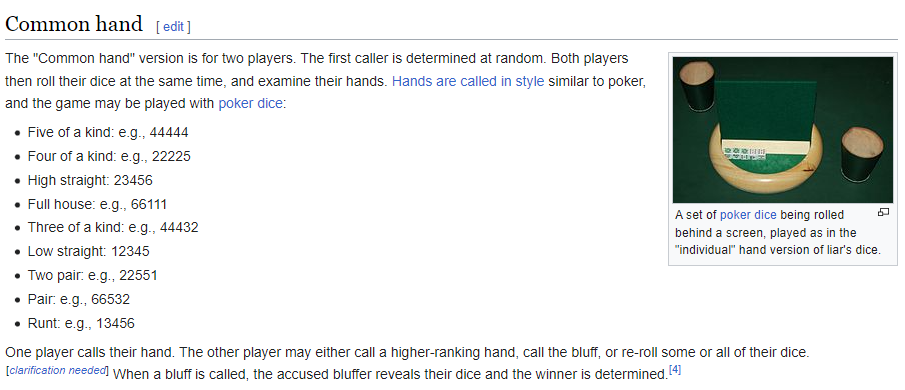 Common hand [ edit ]
The "Common hand" version is for two players. The first caller is determined at random. Both players
then roll their dice at the same time, and examine their hands. Hands are called in style similar to poker,
and the game may be played with poker dice:
• Five of a kind: e.g., 44444
• Four of a kind: e.g., 22225
• High straight: 23456
• Full house: e.g., 66111
• Three of a kind: e.g., 44432
• Low straight: 12345
• Two pair: e.g., 22551
• Pair: e.g., 66532
• Runt: e.g., 13456
A set of poker dice being rolled
behind a screen, played as in the
"individual" hand version of liar's dice.
One player calls their hand. The other player may either call a higher-ranking hand, call the bluff, or re-roll some or all of their dice.
[clarification needed] When a bluff is called, the accused bluffer reveals their dice and the winner is determined.[4]